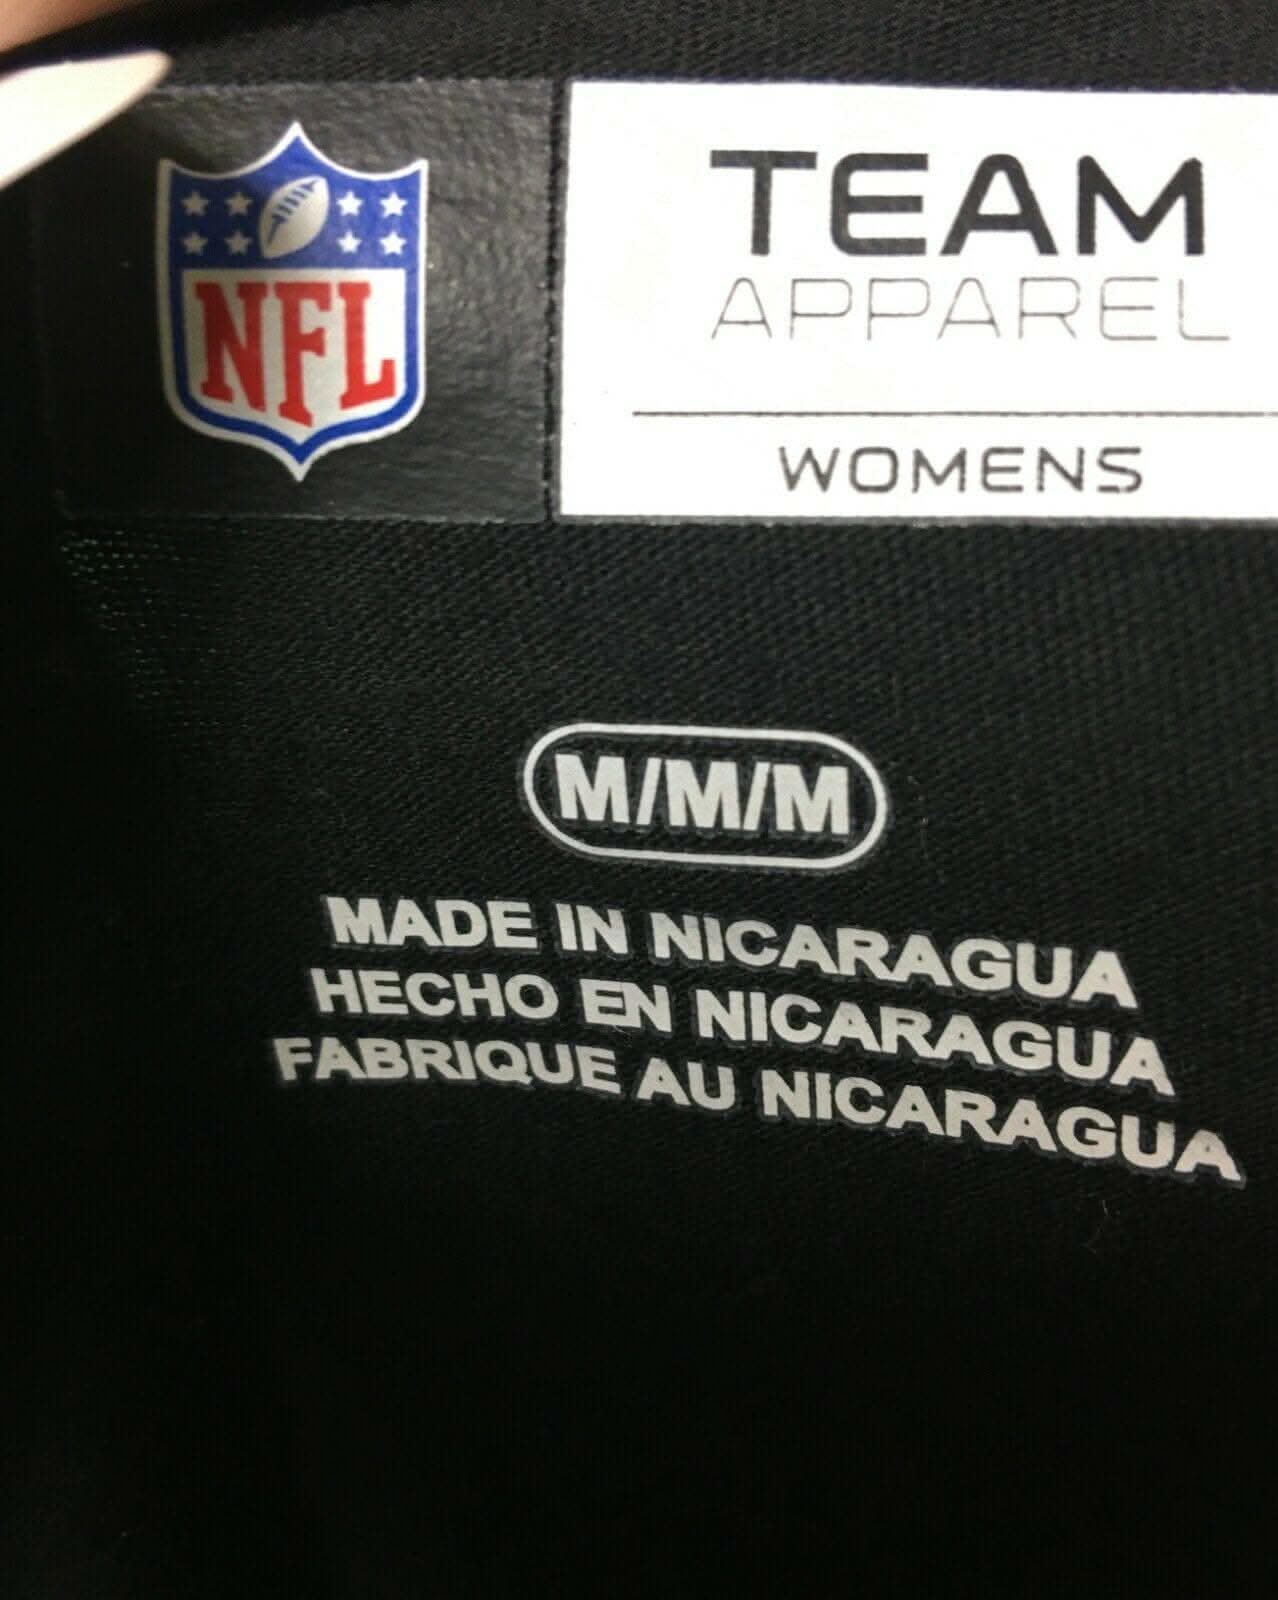 NFL
TEAM
APPAREL
WOMENS
M/M/M
MADE IN NICARAGUA
HECHO EN NICARAGUA
FABRIQUE AU NICARAGUA